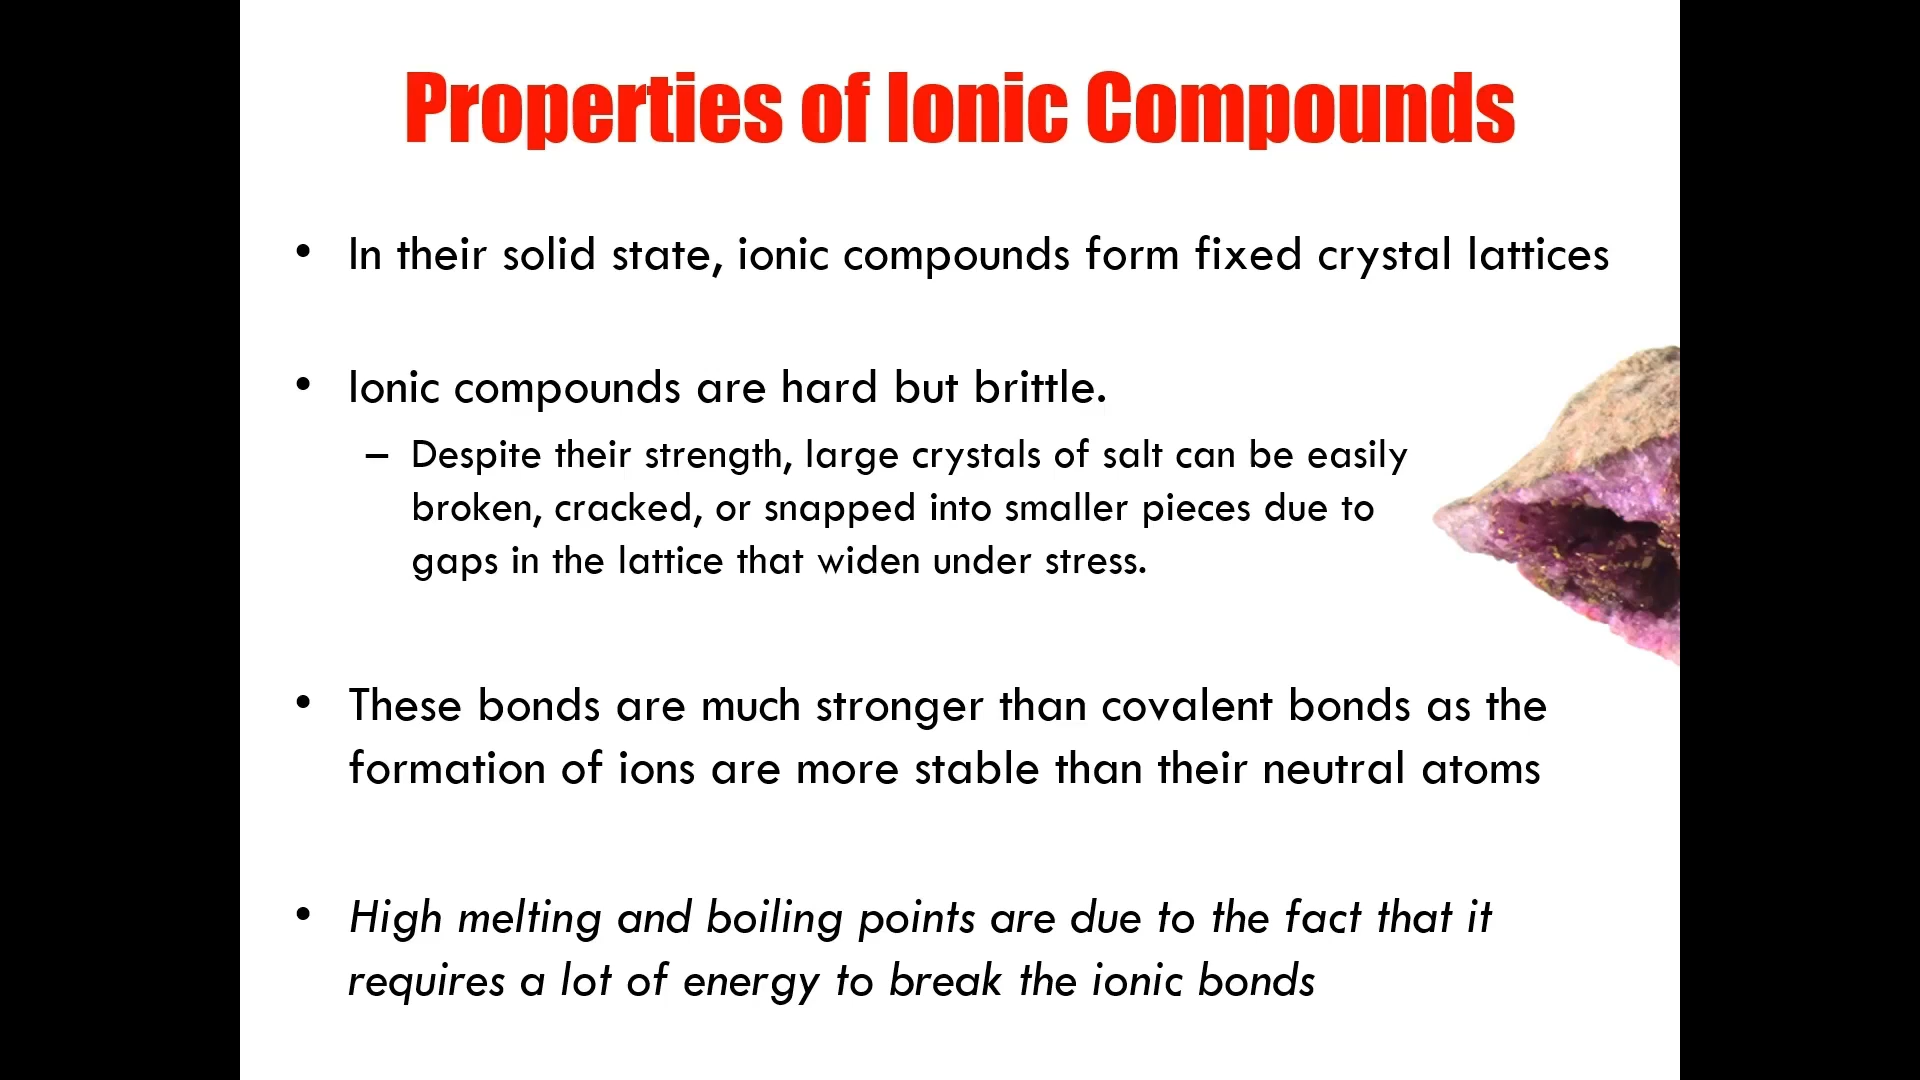 Properties of Ionic Compounds
• In their solid state, ionic compounds form fixed crystal lattices
• Ionic compounds are hard but brittle.
– Despite their strength, large crystals of salt can be easily
broken, cracked, or snapped into smaller pieces due to
gaps in the lattice that widen under stress.
• These bonds are much stronger than covalent bonds as the
formation of ions are more stable than their neutral atoms
• High melting and boiling points are due to the fact that it
requires a lot of energy to break the ionic bonds